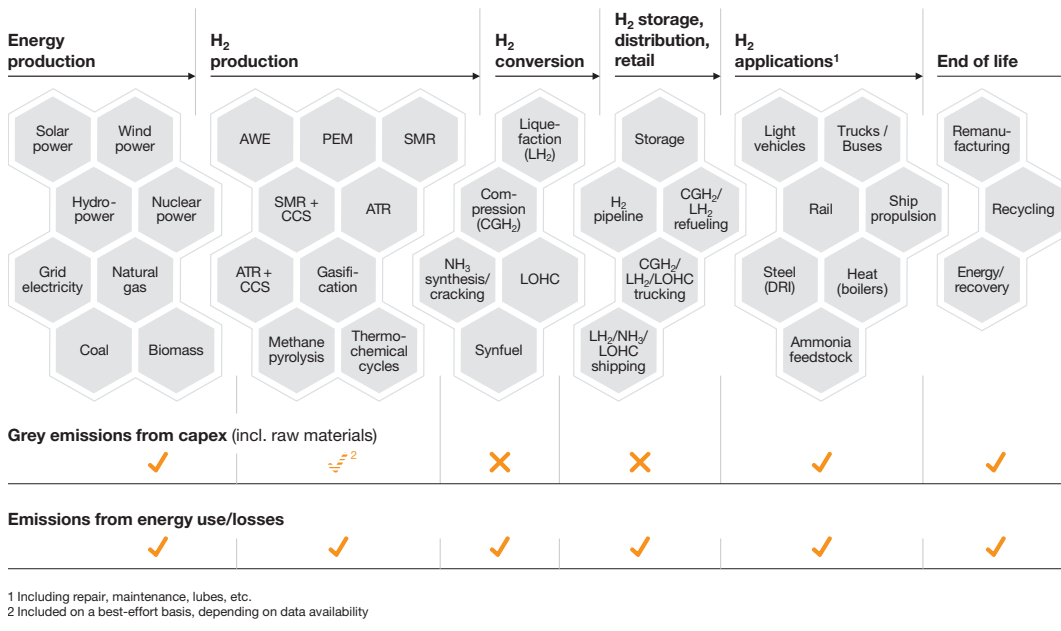 Energy
production
H2
production
H2
conversion
H2 storage,
distribution,
retail
H2
applications1
End of life
Solar
power
Wind
power
Hydro-
power
Nuclear
power
Grid
electricity
Natural
gas
Coal
Biomass
AWE
PEM
SMR
SMR +
CCS
ATR
ATR +
CCS
Gasifi-
cation
Methane
pyrolysis
Thermo-
chemical
cycles
Lique-
faction
(LH2)
Com-
pression
(CGH2)
NH3
synthesis/
cracking
LOHC
Synfuel
Storage
H2
pipeline
CGH2/
LH2
refueling
CGH2/
LH2/LOHC
trucking
LH2/NH3/
LOHC
shipping
Light
vehicles
Trucks /
Buses
Rail
Ship
propulsion
Steel
(DRI)
Heat
(boilers)
Ammonia
feedstock
Remanu-
facturing
Recycling
Energy/
recovery
Grey emissions from capex (incl. raw materials)
2
Emissions from energy use/losses
1 Including repair, maintenance, lubes, etc.
2 Included on a best-effort basis, depending on data availability